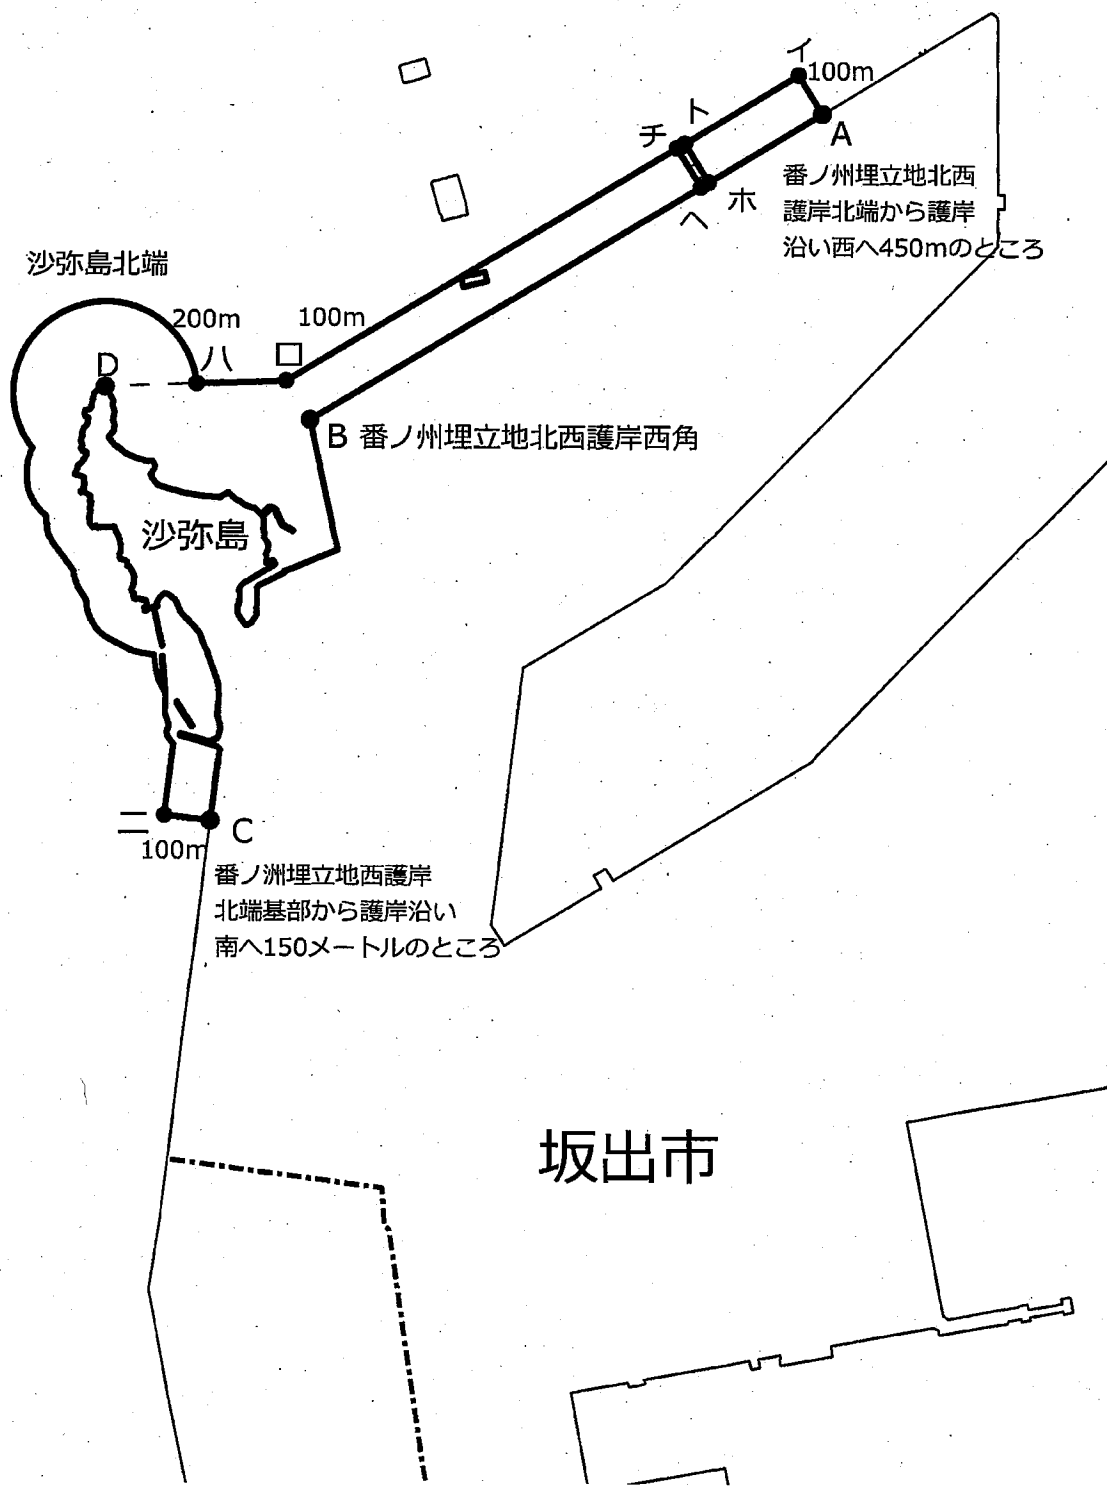 イ
100m
ト
チ
A
ホ
ヘ
番ノ州埋立地北西
護岸北端から護岸
沿い西へ450mのところ
沙弥島北端
200m
100m
ハ
ロ
D
B 番ノ州埋立地北西護岸西角
沙弥島
ニ
C
100m
番ノ洲埋立地西護岸
北端基部から護岸沿い
南へ150メートルのところ
坂出市